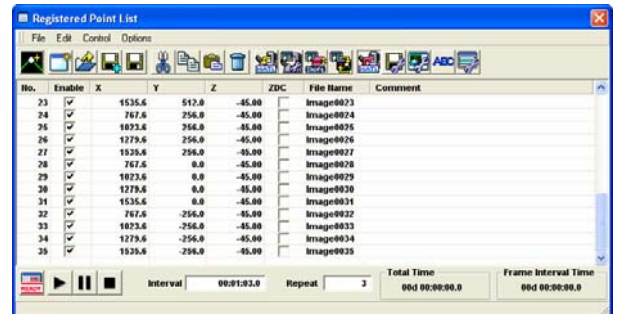 Registered Point List
File Edit Control Options
ABC
No. Enable X Y Z ZDC File Name Comment
23 1535.6 512.0 -45.00 Image0023
24 767.6 256.0 -45.00 Image0024
25 1023.6 256.0 -45.00 Image0025
26 1279.6 256.0 -45.00 Image0026
27 1535.6 256.0 -45.00 Image0027
28 767.6 0.0 -45.00 Image0028
29 1023.6 0.0 -45.00 Image0029
30 1279.6 0.0 -45.00 Image0030
31 1535.6 0.0 -45.00 Image0031
32 767.6 -256.0 -45.00 Image0032
33 1023.6 -256.0 -45.00 Image0033
34 1279.6 -256.0 -45.00 Image0034
35 1535.6 -256.0 -45.00 Image0035
Total Time Frame Interval Time
READY Interval 00:01:03.0 Repeat 3 00d 00:00:00.0 00d 00:00:00.0